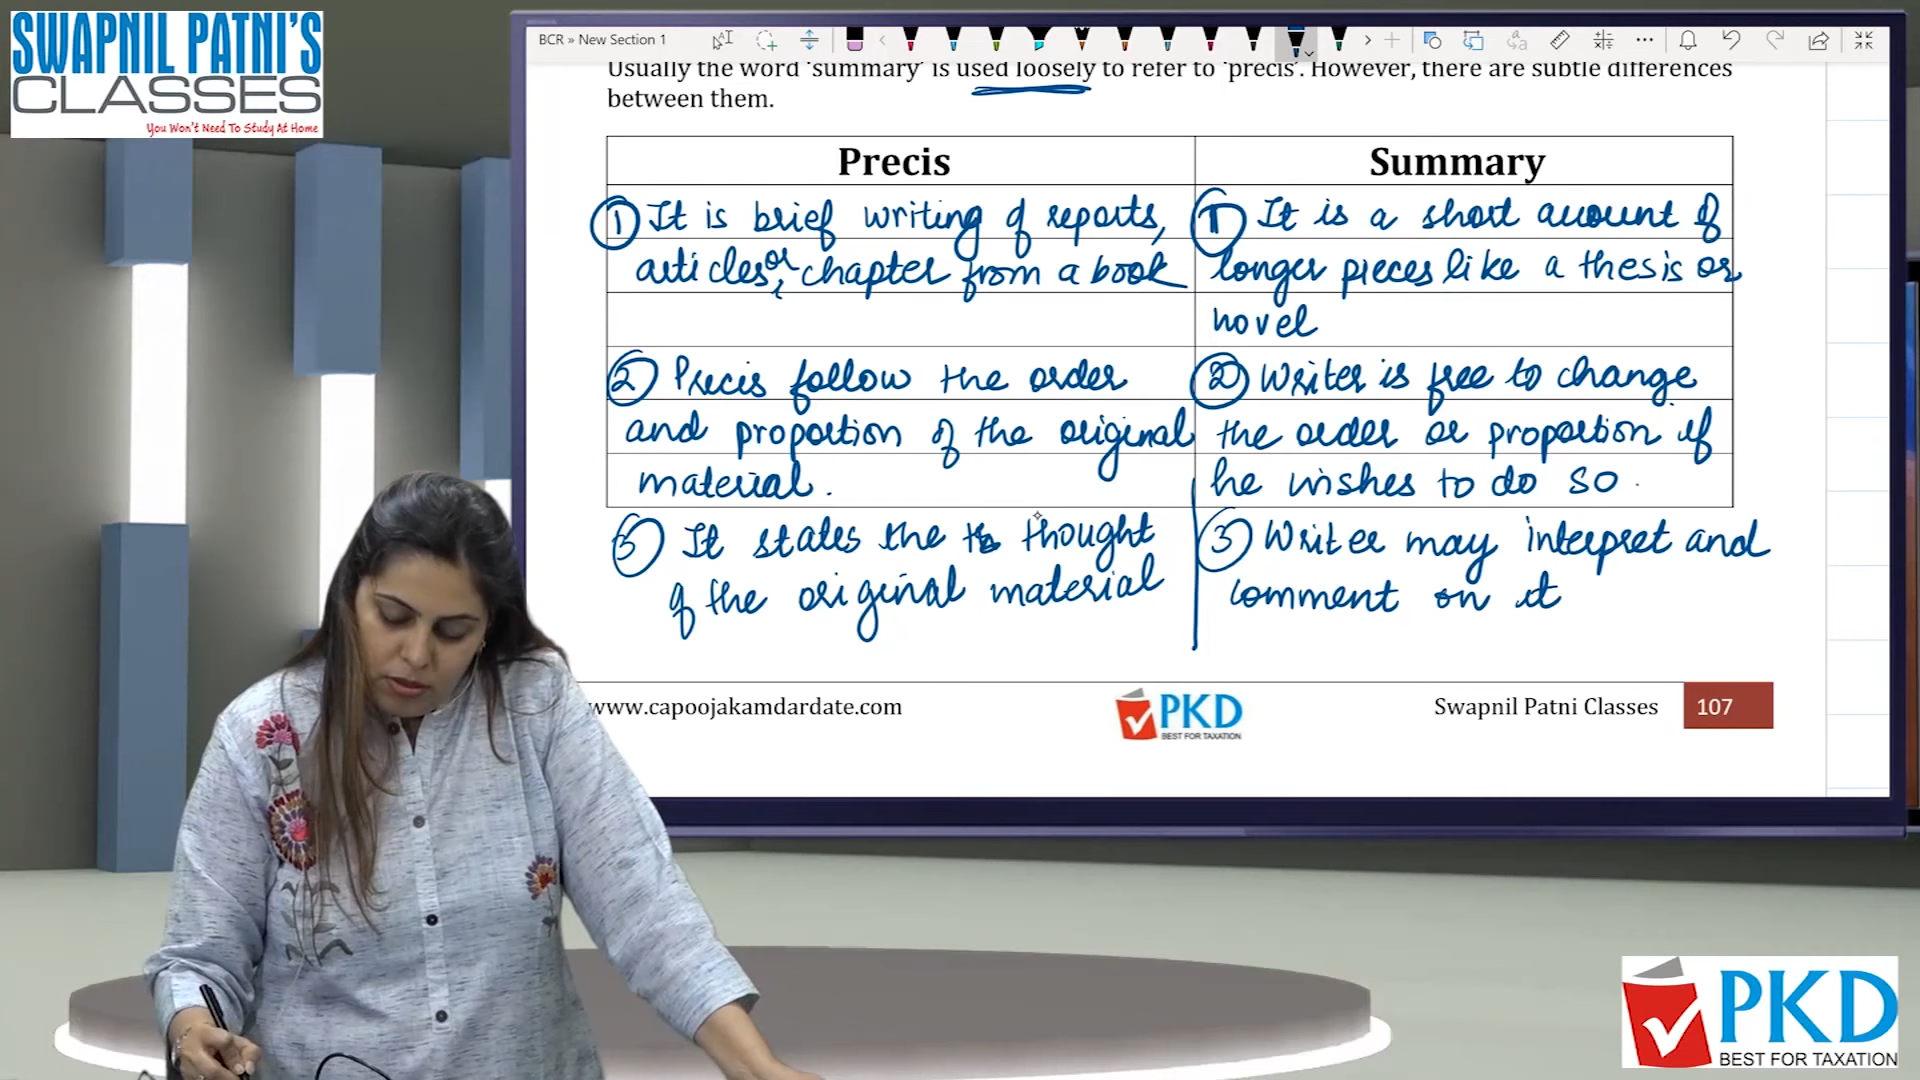 SWAPNIL PATNI'S
CLASSES
You Won't Need To Study At Home
BCR » New Section 1
Usually the word ‘summary’ is used loosely to refer to ‘precis’. However, there are subtle differences
between them.
Precis
Summary
① It is brief writing of reports,
articles, or chapter from a book
① It is a short account of
longer pieces like a thesis or
novel
② Precis follow the order
and proportion of the original
material.
② Writer is free to change
the order or proportion if
he wishes to do so.
③ It states the thought
of the original material
③ Writer may interpret and
comment on it
www.capoojakamdardate.com
PKD
BEST FOR TAXATION
Swapnil Patni Classes
107
PKD
BEST FOR TAXATION